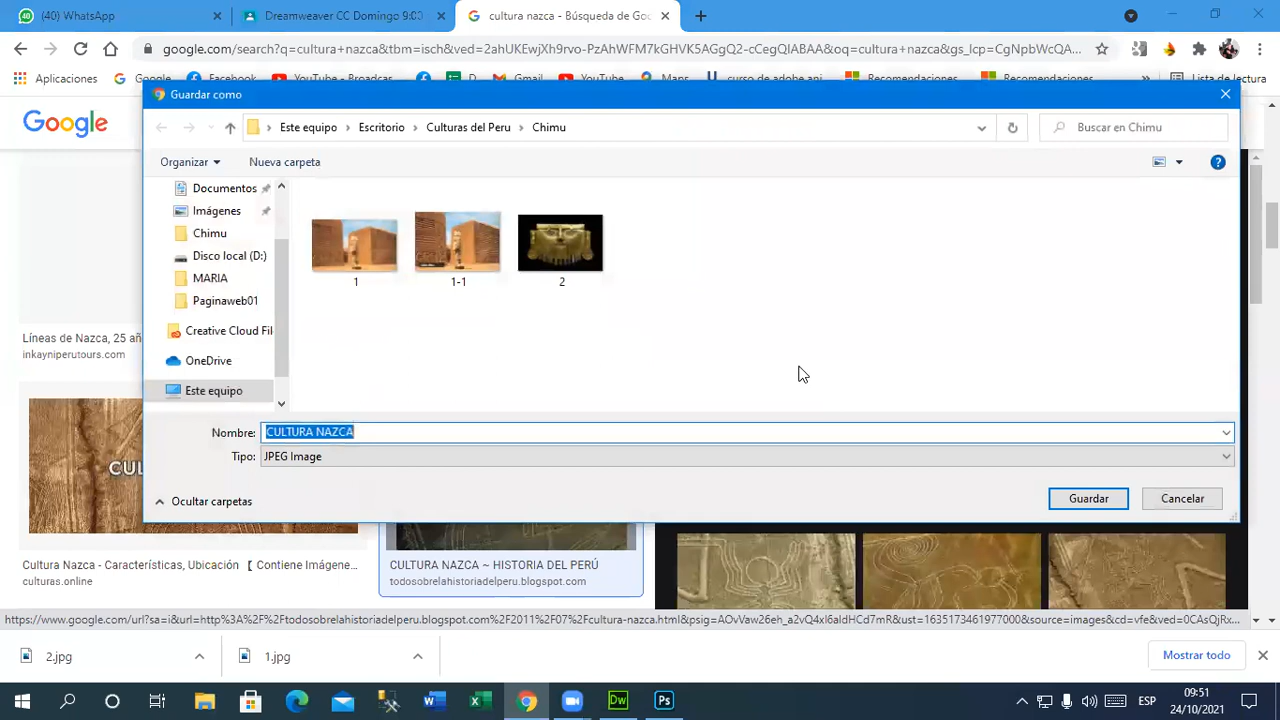 (40) WhatsApp
Dreamweaver CC Domingo 9:03
cultura nazca - Búsqueda de Goo
google.com/search?q=cultura+nazca&tbm=isch&ved=2ahUKEwjXh9rvo-PzAhWFM7kGHVK5AGgQ2-cCegQIABAA&oq=cultura+nazca&gs_lcp=CgNpbWcQA...
Aplicaciones
Google
Facebook
YouTube - Broadcas
D
Gmail
YouTube
Maps
curso de adobe ani
Recomendaciones
Recomendaciones
Lista de lectura
Google
Guardar como
Este equipo
Escritorio
Culturas del Peru
Chimu
Buscar en Chimu
Organizar
Nueva carpeta
Documentos
Imágenes
Chimu
Disco local (D:)
MARIA
Paginaweb01
Creative Cloud Fil
OneDrive
Este equipo
1
1-1
2
Nombre:
CULTURA NAZCA
Tipo:
JPEG Image
Ocultar carpetas
Guardar
Cancelar
Líneas de Nazca, 25 añ
inkayniperutours.com
CUL
Cultura Nazca - Características, Ubicación 【 Contiene Imágene...
culturas.online
CULTURA NAZCA ~ HISTORIA DEL PERÚ
todosobrelahistoriadelperu.blogspot.com
https://www.google.com/url?sa=i&url=http%3A%2F%2Ftodosobrelahistoriadelperu.blogspot.com%2F2011%2F07%2Fcultura-nazca.html&psig=AOvVaw26eh_a2vQ4xI6aldHCd7mR&ust=1635173461977000&source=images&cd=vfe&ved=0CAsQjRx...
2.jpg
1.jpg
Mostrar todo
Dw
Ps
ESP
09:51
24/10/2021